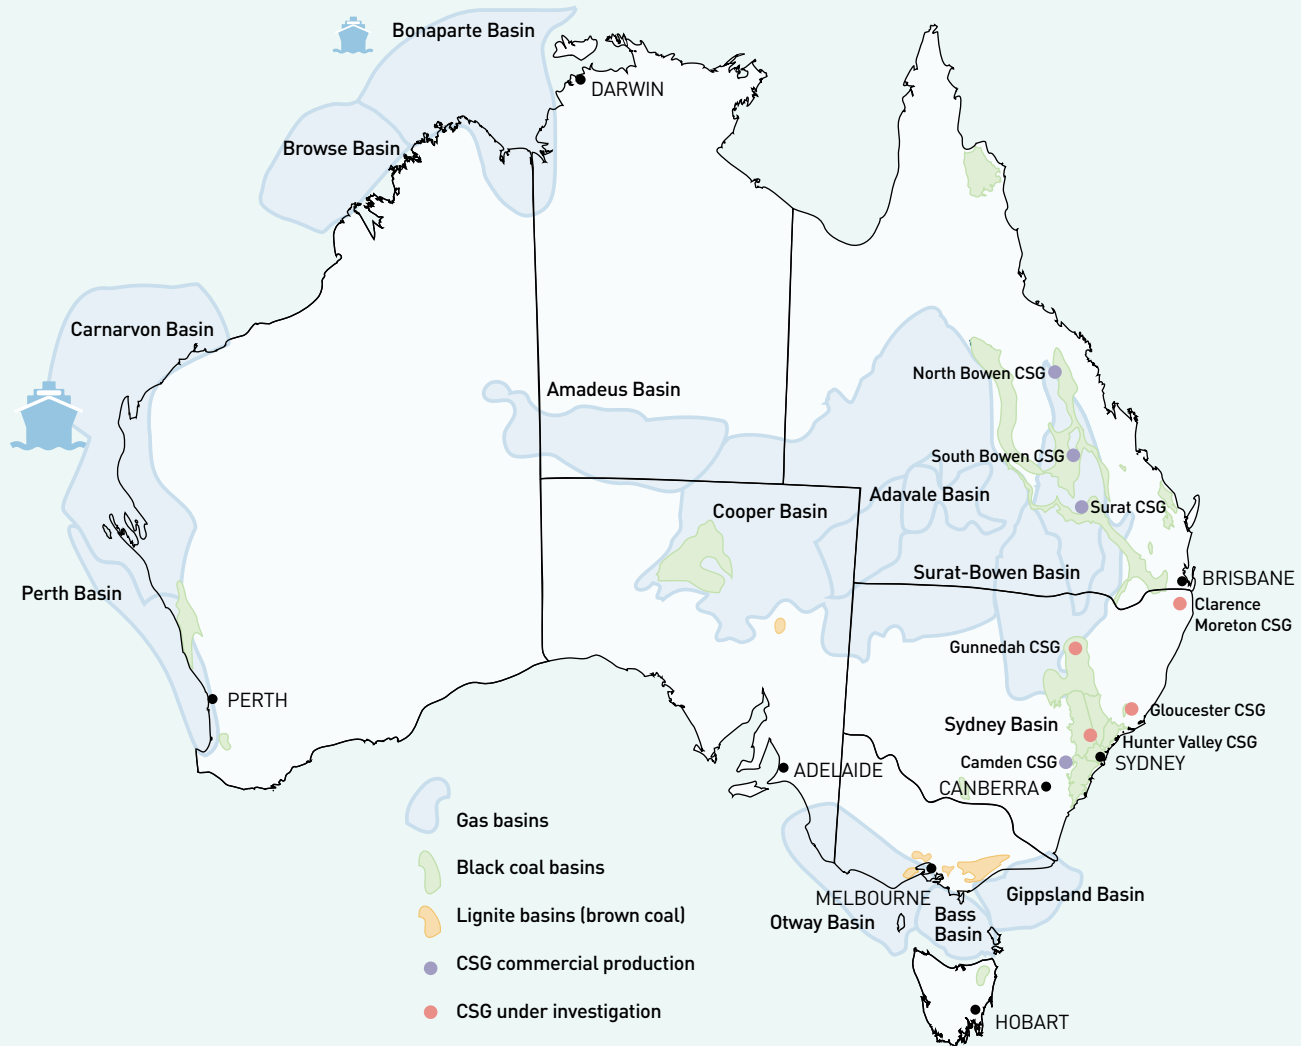 Bonaparte Basin
DARWIN
Browse Basin
Carnarvon Basin
North Bowen CSG
Amadeus Basin
South Bowen CSG
Adavale Basin
Surat CSG
Cooper Basin
Surat-Bowen Basin
BRISBANE
Perth Basin
Clarence
Moreton CSG
Gunnedah CSG
PERTH
Gloucester CSG
Sydney Basin
Hunter Valley CSG
Camden CSG
SYDNEY
ADELAIDE
CANBERRA
Gas basins
Black coal basins
MELBOURNE
Gippsland Basin
Otway Basin
Bass
Basin
Lignite basins (brown coal)
CSG commercial production
CSG under investigation
HOBART